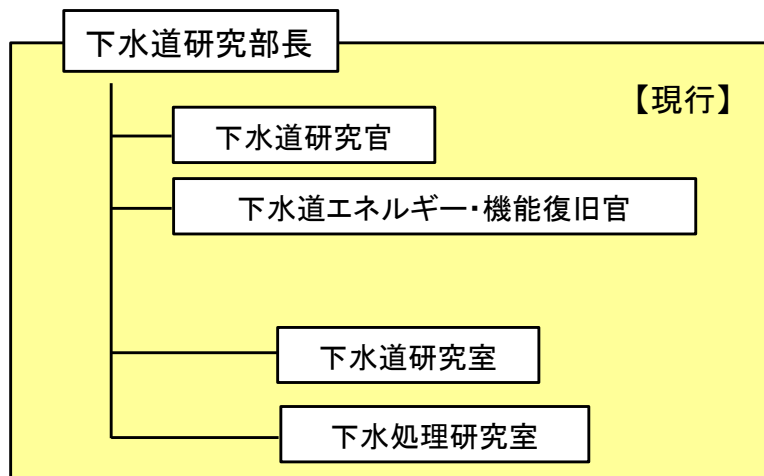 下水道研究部長
【現行】
下水道研究官
下水道エネルギー・機能復旧官
下水道研究室
下水処理研究室